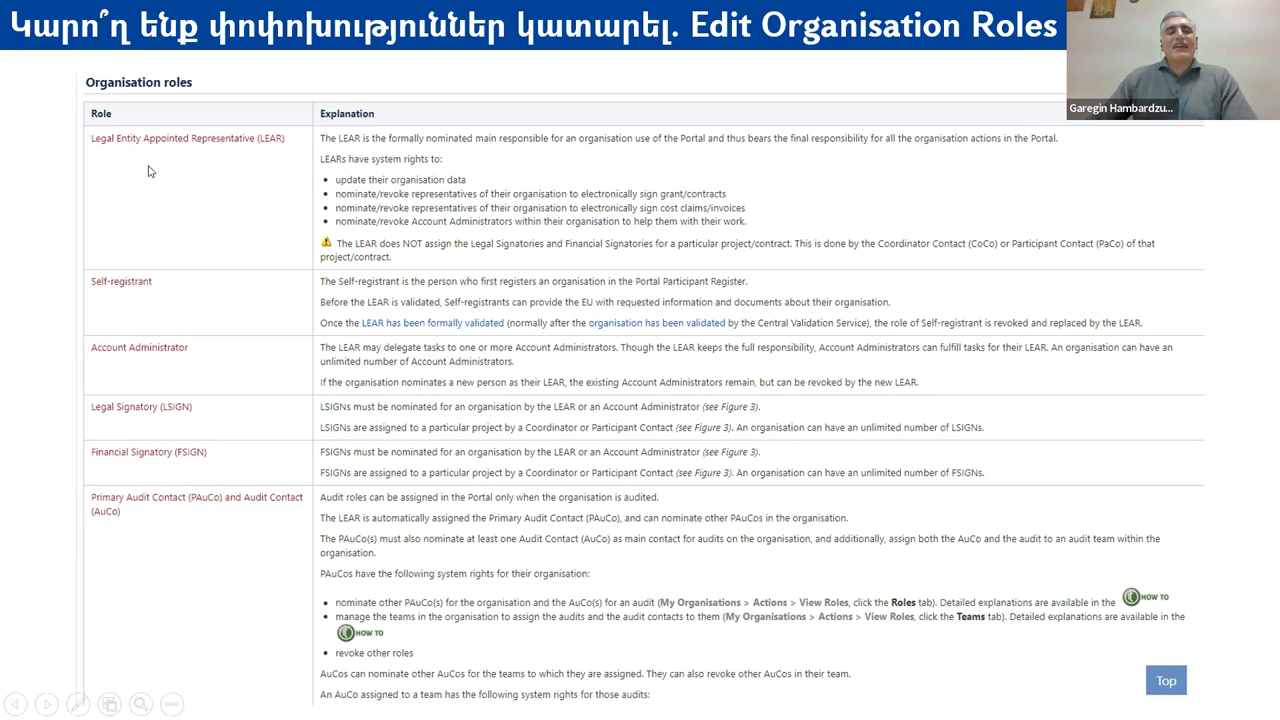 Կարո՞ղ ենք փոփոխություններ կատարել. Edit Organisation Roles
Garegin Hambardzu...
Organisation roles
Role
Explanation
Legal Entity Appointed Representative (LEAR)
The LEAR is the formally nominated main responsible for an organisation use of the Portal and thus bears the final responsibility for all the organisation actions in the Portal.
LEARs have system rights to:
update their organisation data
nominate/revoke representatives of their organisation to electronically sign grant/contracts
nominate/revoke representatives of their organisation to electronically sign cost claims/invoices
nominate/revoke Account Administrators within their organisation to help them with their work.
The LEAR does NOT assign the Legal Signatories and Financial Signatories for a particular project/contract. This is done by the Coordinator Contact (CoCo) or Participant Contact (PaCo) of that
project/contract.
Self-registrant
The Self-registrant is the person who first registers an organisation in the Portal Participant Register.
Before the LEAR is validated, Self-registrants can provide the EU with requested information and documents about their organisation.
Once the LEAR has been formally validated (normally after the organisation has been validated by the Central Validation Service), the role of Self-registrant is revoked and replaced by the LEAR.
Account Administrator
The LEAR may delegate tasks to one or more Account Administrators. Though the LEAR keeps the full responsibility, Account Administrators can fulfill tasks for their LEAR. An organisation can have an
unlimited number of Account Administrators.
If the organisation nominates a new person as their LEAR, the existing Account Administrators remain, but can be revoked by the new LEAR.
Legal Signatory (LSIGN)
LSIGNs must be nominated for an organisation by the LEAR or an Account Administrator (see Figure 3).
LSIGNs are assigned to a particular project by a Coordinator or Participant Contact (see Figure 3). An organisation can have an unlimited number of LSIGNs.
Financial Signatory (FSIGN)
FSIGNs must be nominated for an organisation by the LEAR or an Account Administrator (see Figure 3).
FSIGNs are assigned to a particular project by a Coordinator or Participant Contact (see Figure 3). An organisation can have an unlimited number of FSIGNs.
Primary Audit Contact (PAuCo) and Audit Contact
(AuCo)
Audit roles can be assigned in the Portal only when the organisation is audited.
The LEAR is automatically assigned the Primary Audit Contact (PAuCo), and can nominate other PAuCos in the organisation.
The PAuCo(s) must also nominate at least one Audit Contact (AuCo) as main contact for audits on the organisation, and additionally, assign both the AuCo and the audit to an audit team within the
organisation.
PAuCos have the following system rights for their organisation:
nominate other PAuCo(s) for the organisation and the AuCo(s) for an audit (My Organisations > Actions > View Roles, click the Roles tab). Detailed explanations are available in the HOW TO
manage the teams in the organisation to assign the audits and the audit contacts to them (My Organisations > Actions > View Roles, click the Teams tab). Detailed explanations are available in the
HOW TO
revoke other roles
AuCos can nominate other AuCos for the teams to which they are assigned. They can also revoke other AuCos in their team.
An AuCo assigned to a team has the following system rights for those audits:
Top